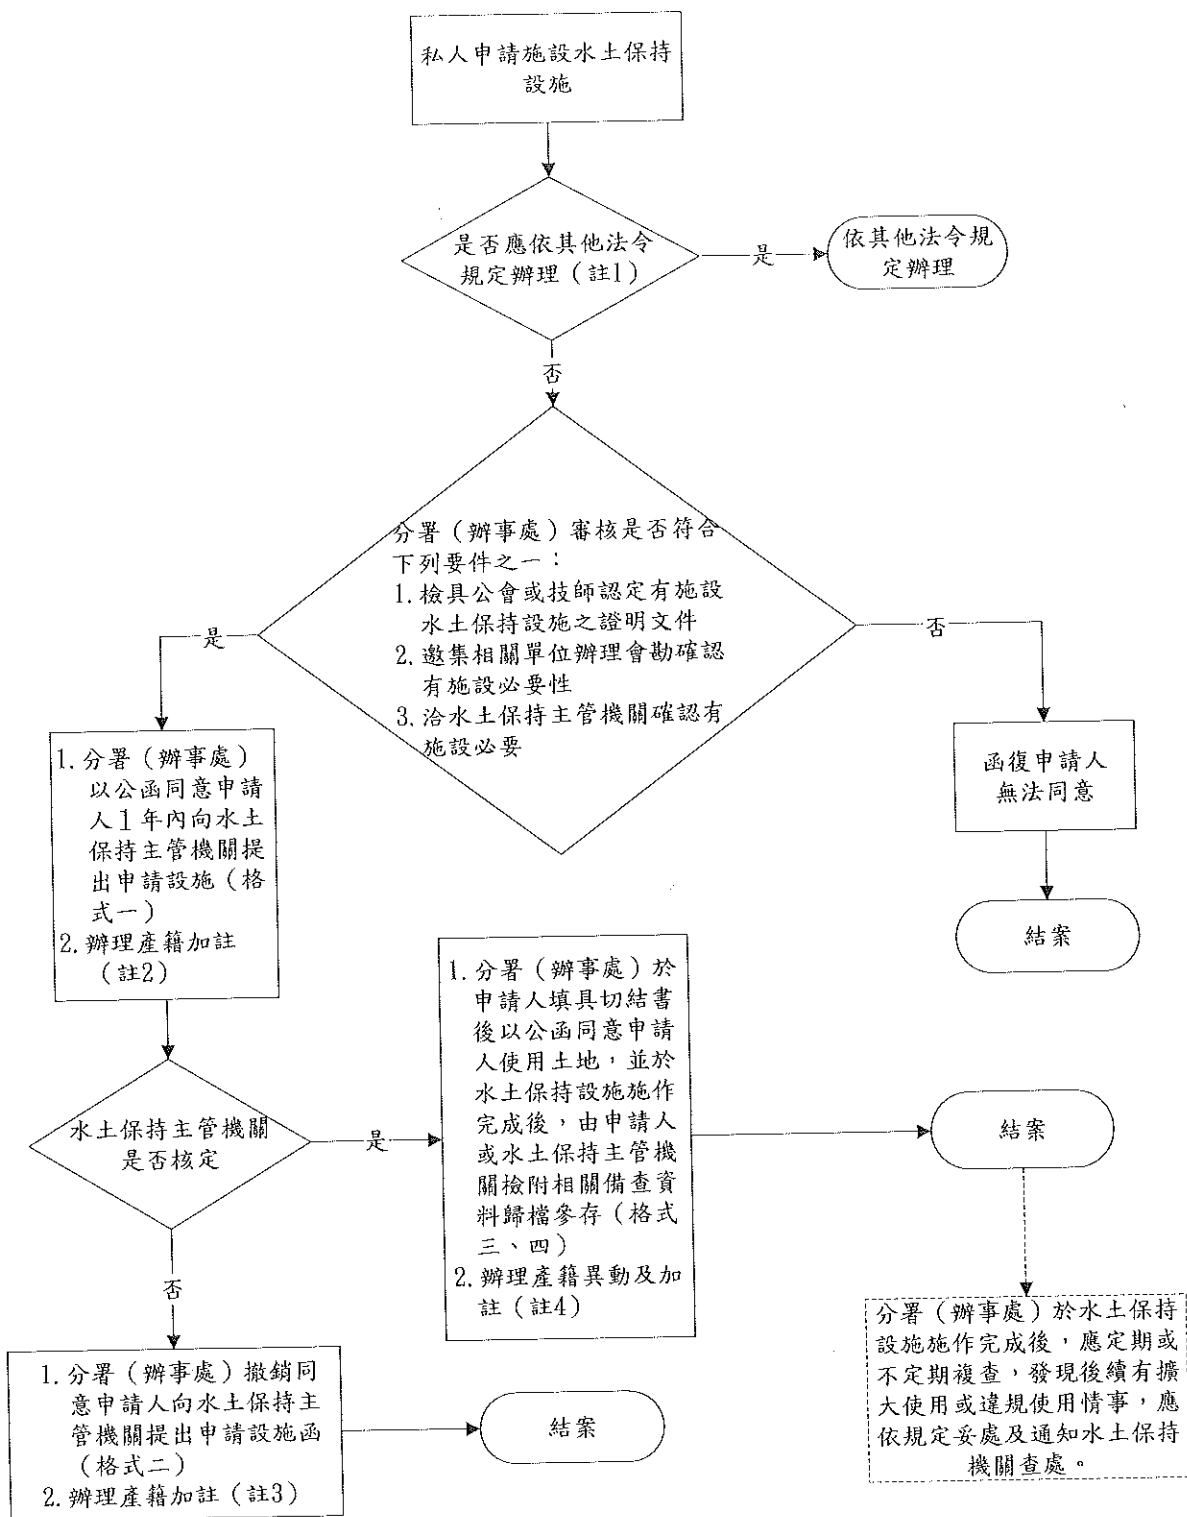 私人申請施設水土保持
設施
是否應依其他法令
規定辦理（註1）
是
依其他法令規
定辦理
否
分署（辦事處）審核是否符合
下列要件之一：
1.檢具公會或技師認定有施設
水土保持設施之證明文件
2.邀集相關單位辦理會勘確認
有施設必要性
3.洽水土保持主管機關確認有
施設必要
是
否
1.分署（辦事處）
以公函同意申請
人1年內向水土
保持主管機關提
出申請設施（格
式一）
2.辦理產籍加註
（註2）
函復申請人
無法同意
結案
水土保持主管機關
是否核定
是
1.分署（辦事處）於
申請人填具切結書
後以公函同意申請
人使用土地，並於
水土保持設施施作
完成後，由申請人
或水土保持主管機
關檢附相關備查資
料歸檔參存（格式
三、四）
2.辦理產籍異動及加
註（註4）
結案
否
1.分署（辦事處）撤銷同
意申請人向水土保持主
管機關提出申請設施函
（格式二）
2.辦理產籍加註（註3）
結案
分署（辦事處）於水土保持
設施施作完成後，應定期或
不定期複查，發現後續有擴
大使用或違規使用情事，應
依規定妥處及通知水土保持
機關查處。